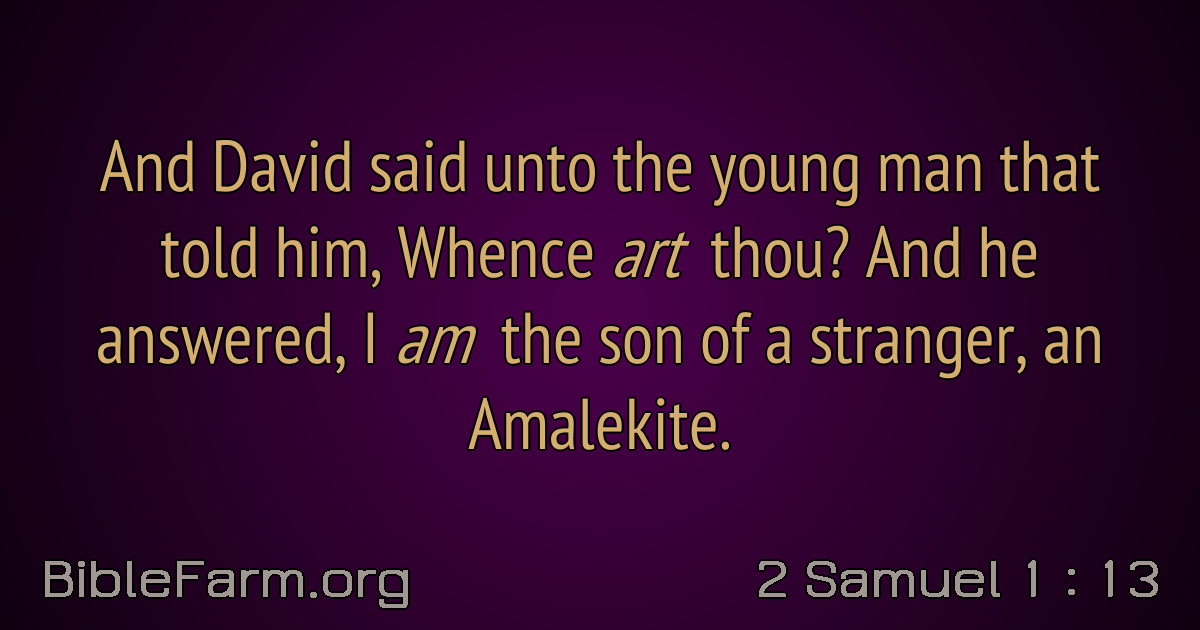 And David said unto the young man that
told him, Whence art thou? And he
answered, I am the son of a stranger, an
Amalekite.
BibleFarm.org
2 Samuel 1 : 13